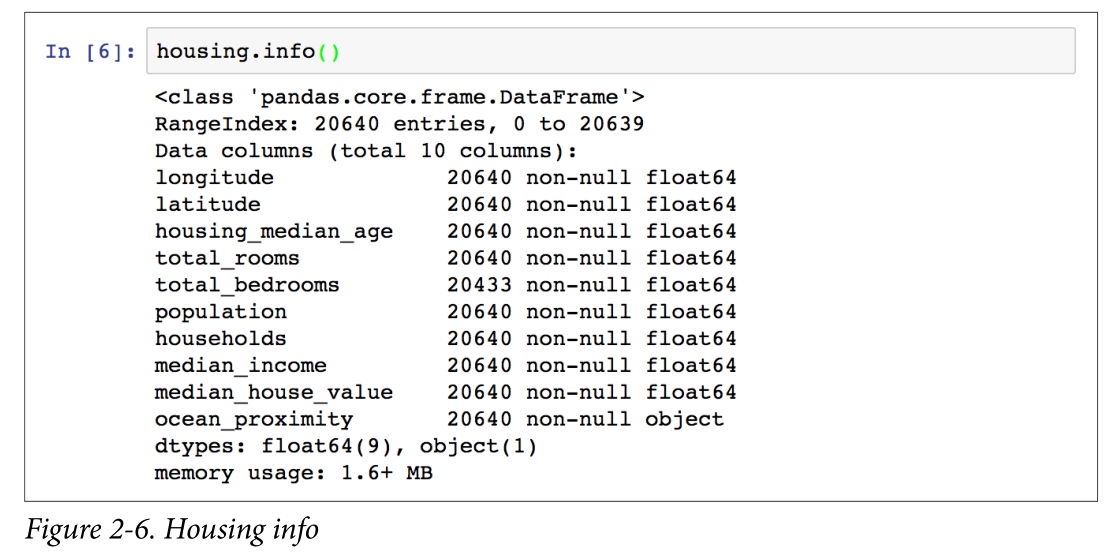 In [6]: housing.info()
<class 'pandas.core.frame.DataFrame'>
RangeIndex: 20640 entries, 0 to 20639
Data columns (total 10 columns):
longitude             20640 non-null float64
latitude              20640 non-null float64
housing_median_age    20640 non-null float64
total_rooms           20640 non-null float64
total_bedrooms        20433 non-null float64
population            20640 non-null float64
households            20640 non-null float64
median_income         20640 non-null float64
median_house_value    20640 non-null float64
ocean_proximity       20640 non-null object
dtypes: float64(9), object(1)
memory usage: 1.6+ MB
Figure 2-6. Housing info